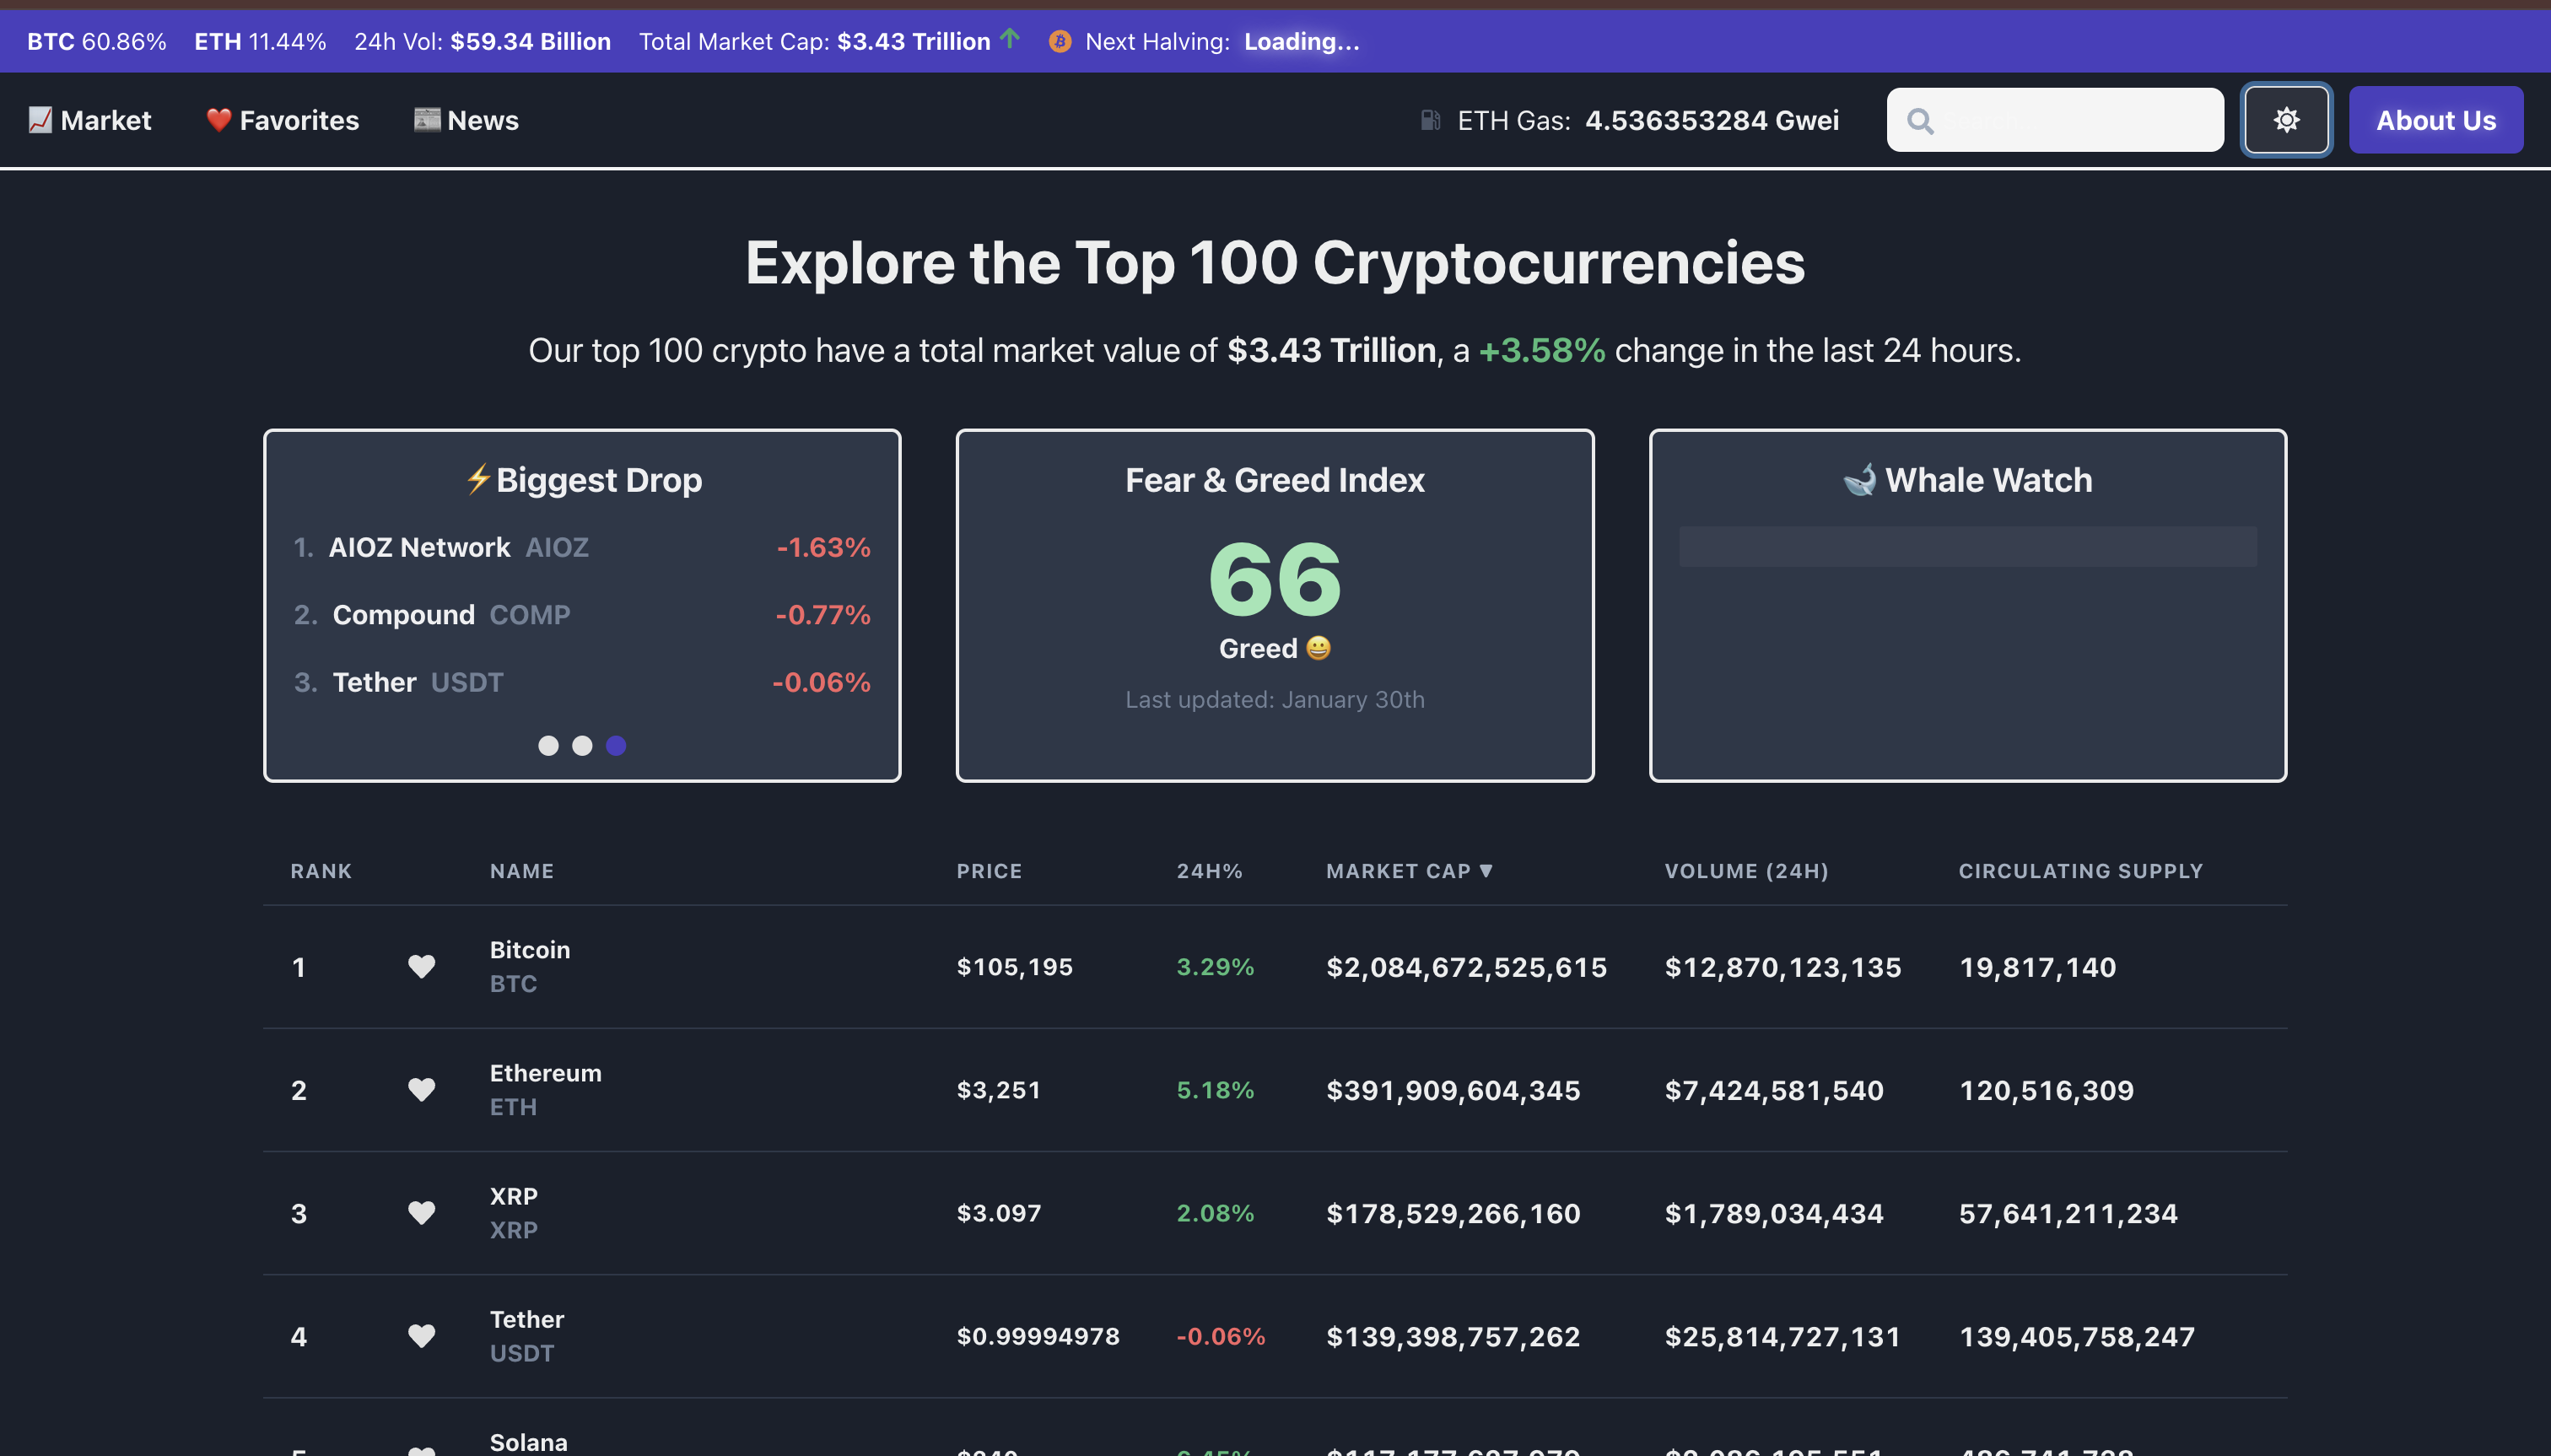 BTC 60.86% ETH 11.44% 24h Vol: $59.34 Billion Total Market Cap: $3.43 Trillion Next Halving: Loading...
Market Favorites News ETH Gas: 4.536353284 Gwei About Us
Explore the Top 100 Cryptocurrencies
Our top 100 crypto have a total market value of $3.43 Trillion, a +3.58% change in the last 24 hours.
⚡Biggest Drop
1. AIOZ Network AIOZ -1.63%
2. Compound COMP -0.77%
3. Tether USDT -0.06%
Fear & Greed Index
66
Greed 😀
Last updated: January 30th
🐳 Whale Watch
RANK NAME PRICE 24H% MARKET CAP ▼ VOLUME (24H) CIRCULATING SUPPLY
1 Bitcoin BTC $105,195 3.29% $2,084,672,525,615 $12,870,123,135 19,817,140
2 Ethereum ETH $3,251 5.18% $391,909,604,345 $7,424,581,540 120,516,309
3 XRP XRP $3.097 2.08% $178,529,266,160 $1,789,034,434 57,641,211,234
4 Tether USDT $0.99994978 -0.06% $139,398,757,262 $25,814,727,131 139,405,758,247
Solana